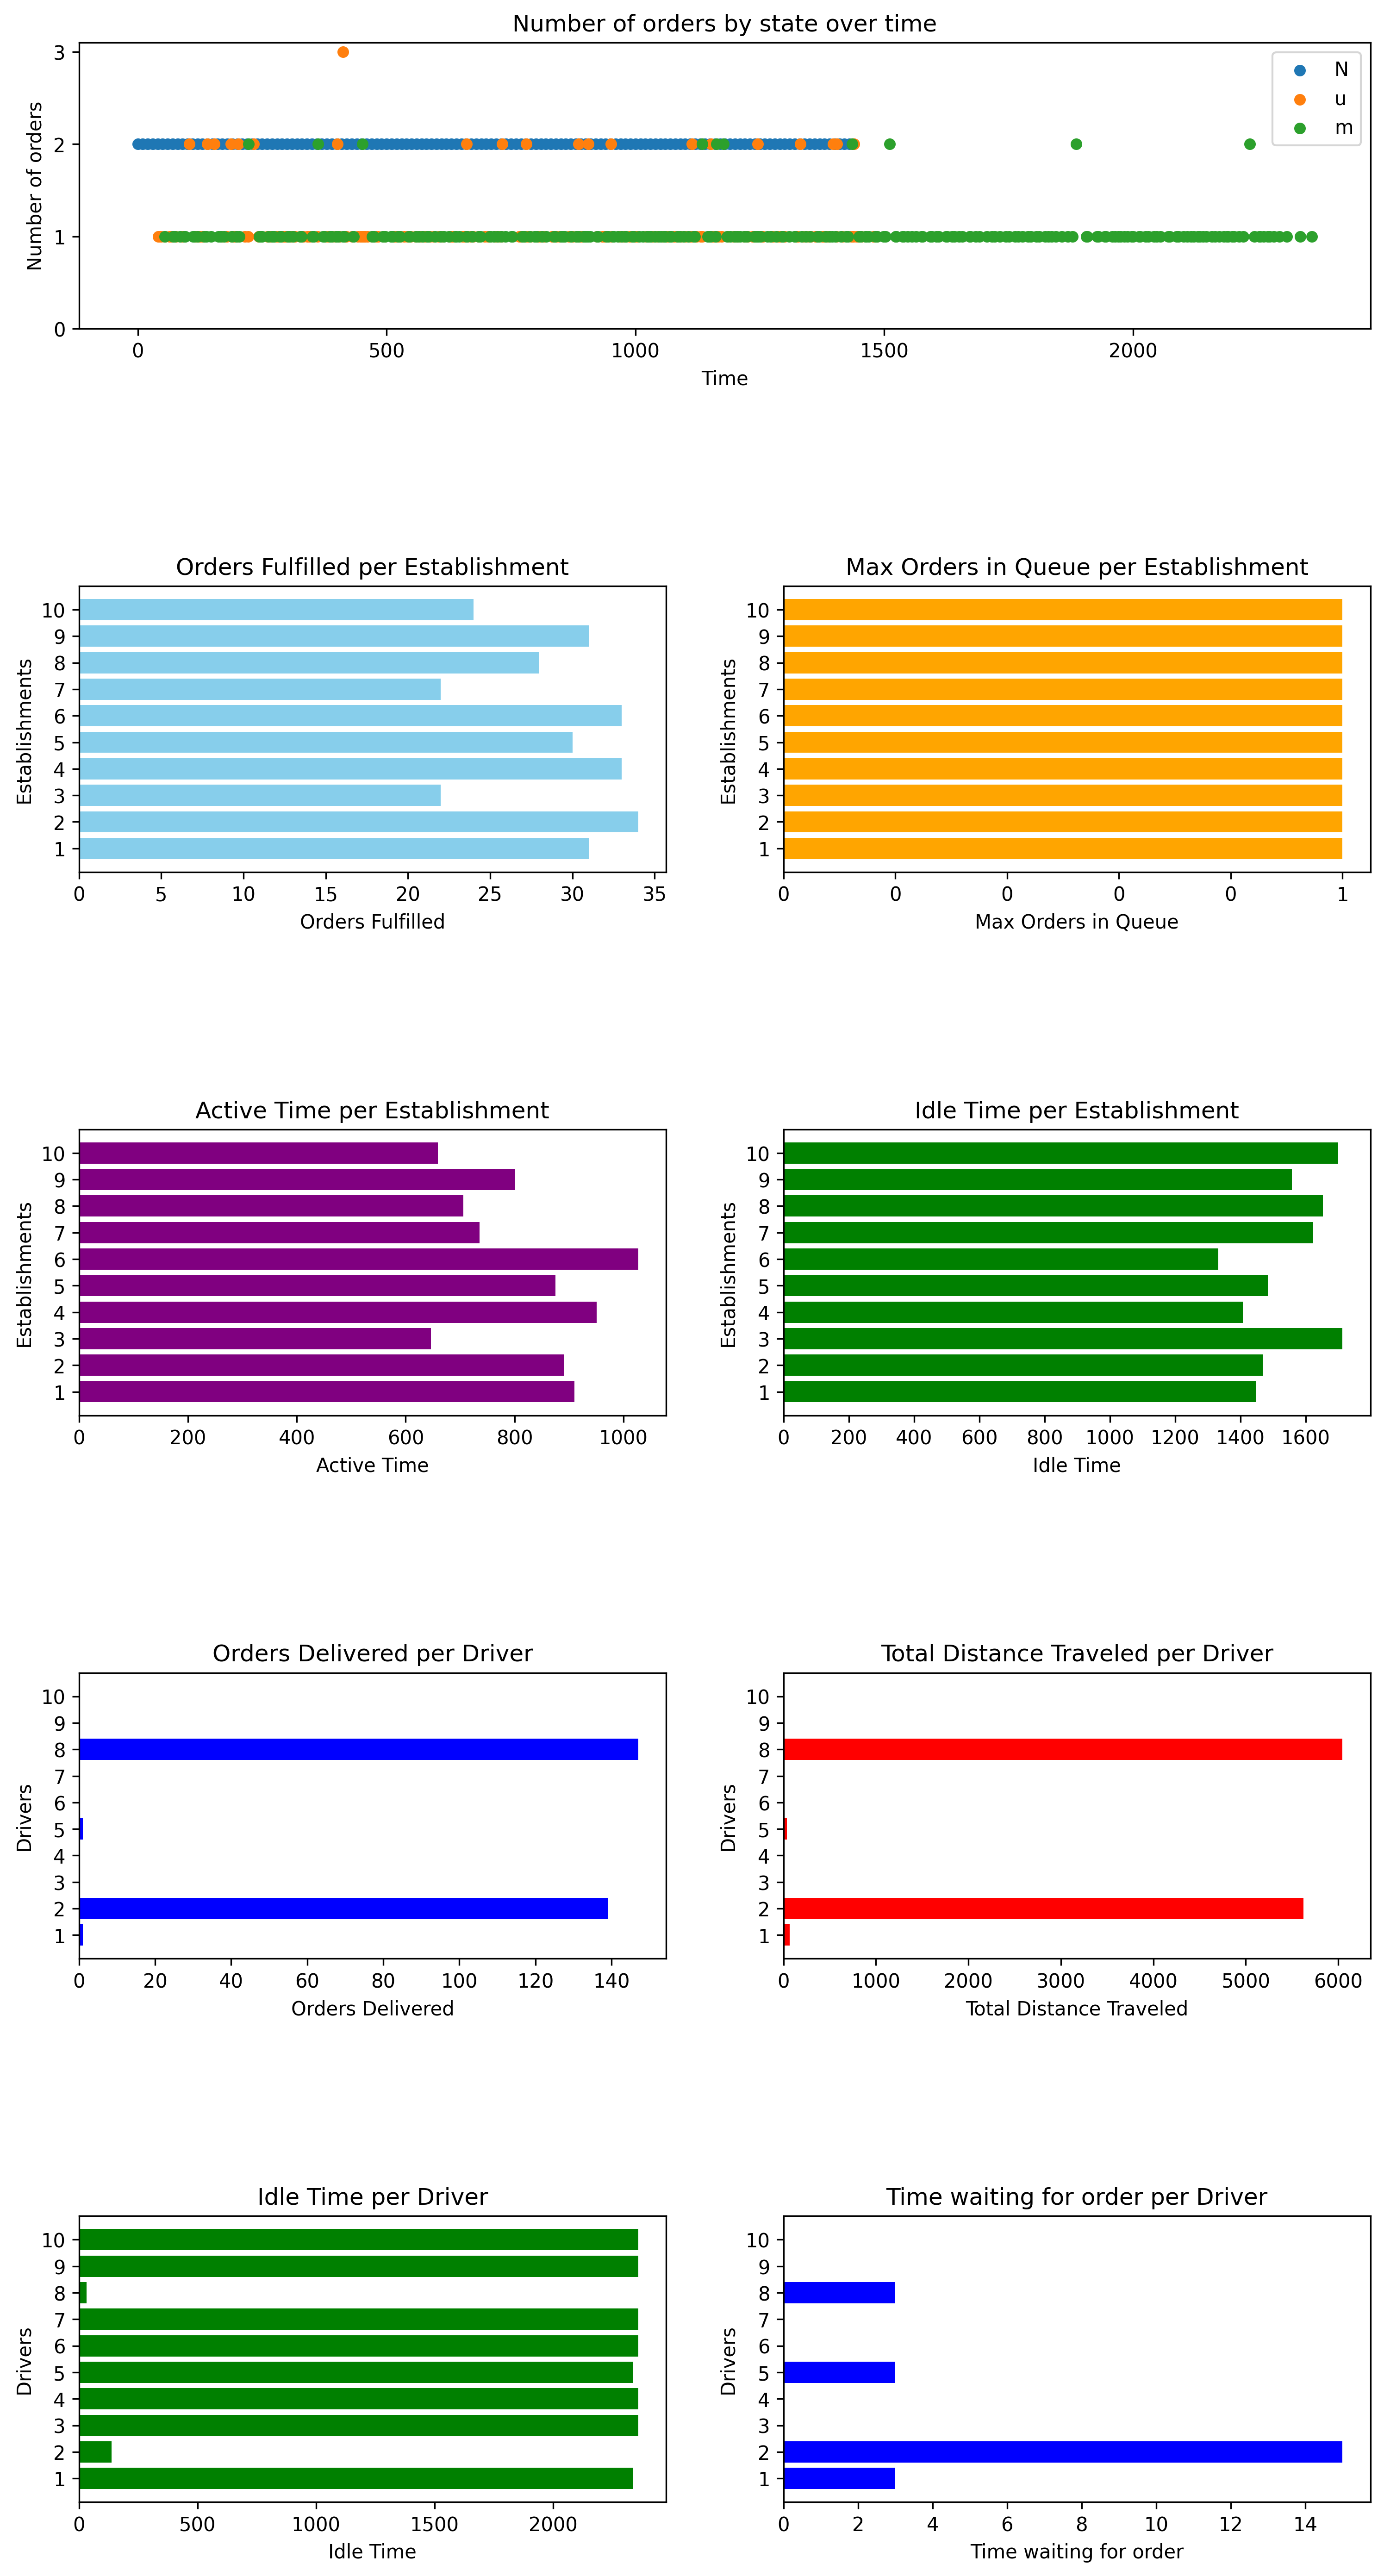 Number of orders by state over time
3
2
1
0
Number of orders
N
u
m
0 500 1000 1500 2000
Time
Orders Fulfilled per Establishment
10
9
8
7
6
5
4
3
2
1
Establishments
0 5 10 15 20 25 30 35
Orders Fulfilled
Max Orders in Queue per Establishment
10
9
8
7
6
5
4
3
2
1
Establishments
0 0 0 0 0 1
Max Orders in Queue
Active Time per Establishment
10
9
8
7
6
5
4
3
2
1
Establishments
0 200 400 600 800 1000
Active Time
Idle Time per Establishment
10
9
8
7
6
5
4
3
2
1
Establishments
0 200 400 600 800 1000 1200 1400 1600
Idle Time
Orders Delivered per Driver
10
9
8
7
6
5
4
3
2
1
Drivers
0 20 40 60 80 100 120 140
Orders Delivered
Total Distance Traveled per Driver
10
9
8
7
6
5
4
3
2
1
Drivers
0 1000 2000 3000 4000 5000 6000
Total Distance Traveled
Idle Time per Driver
10
9
8
7
6
5
4
3
2
1
Drivers
0 500 1000 1500 2000
Idle Time
Time waiting for order per Driver
10
9
8
7
6
5
4
3
2
1
Drivers
0 2 4 6 8 10 12 14
Time waiting for order